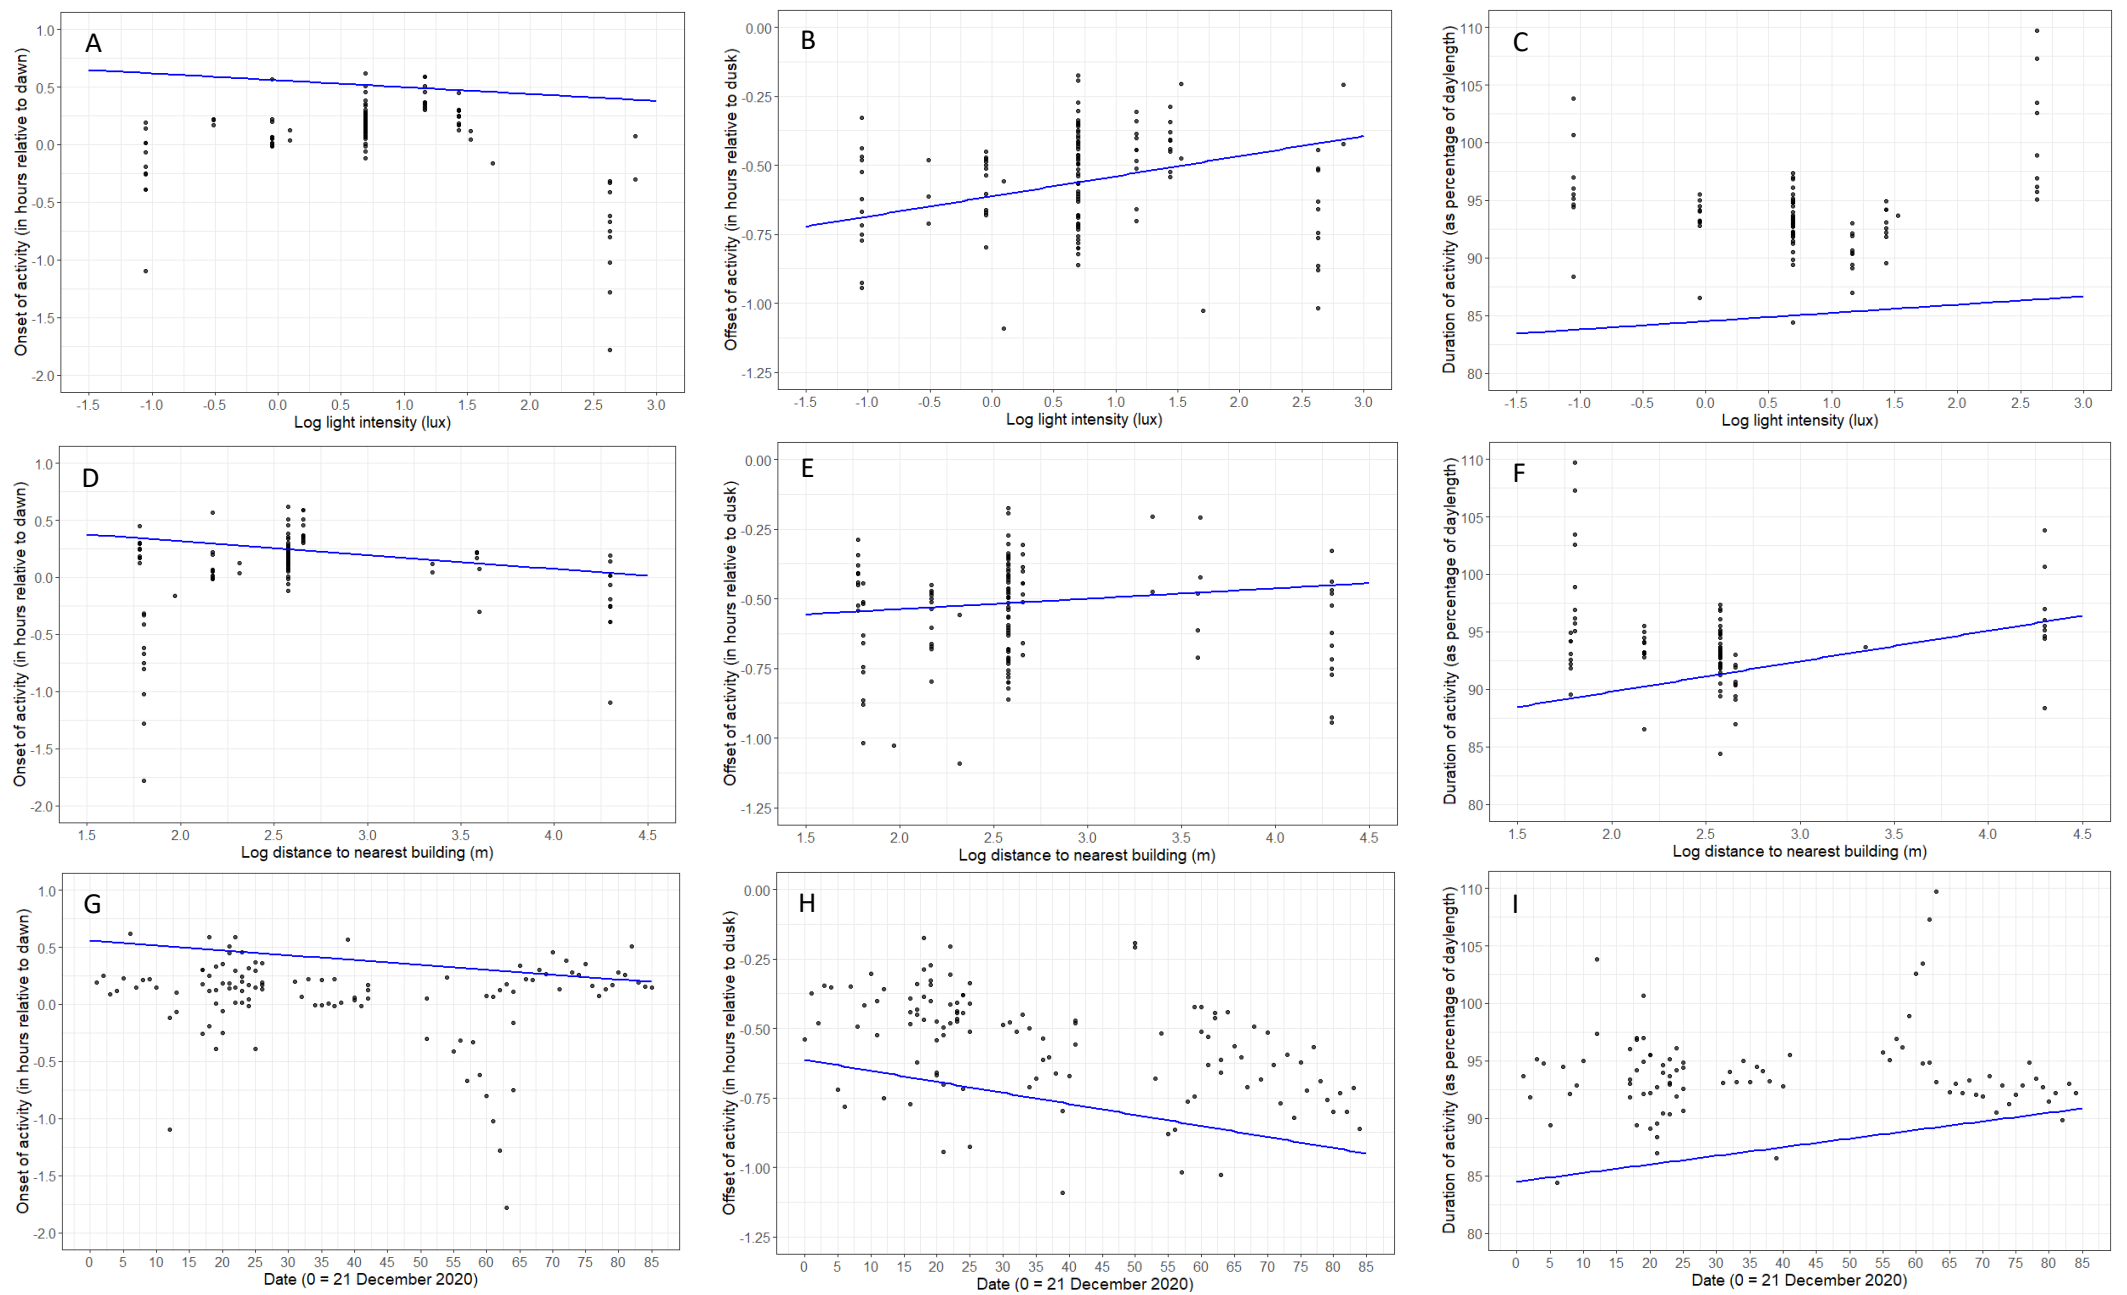 A
Onset of activity (in hours relative to dawn)
1.0
0.5
0.0
-0.5
-1.0
-1.5
-2.0
-1.5 -1.0 -0.5 0.0 0.5 1.0 1.5 2.0 2.5 3.0
Log light intensity (lux)
B
Offset of activity (in hours relative to dusk)
0.00
-0.25
-0.50
-0.75
-1.00
-1.25
-1.5 -1.0 -0.5 0.0 0.5 1.0 1.5 2.0 2.5 3.0
Log light intensity (lux)
C
Duration of activity (as percentage of daylength)
110
105
100
95
90
85
80
-1.5 -1.0 -0.5 0.0 0.5 1.0 1.5 2.0 2.5 3.0
Log light intensity (lux)
D
Onset of activity (in hours relative to dawn)
1.0
0.5
0.0
-0.5
-1.0
-1.5
-2.0
1.5 2.0 2.5 3.0 3.5 4.0 4.5
Log distance to nearest building (m)
E
Offset of activity (in hours relative to dusk)
0.00
-0.25
-0.50
-0.75
-1.00
-1.25
1.5 2.0 2.5 3.0 3.5 4.0 4.5
Log distance to nearest building (m)
F
Duration of activity (as percentage of daylength)
110
105
100
95
90
85
80
1.5 2.0 2.5 3.0 3.5 4.0 4.5
Log distance to nearest building (m)
G
Onset of activity (in hours relative to dawn)
1.0
0.5
0.0
-0.5
-1.0
-1.5
-2.0
0 5 10 15 20 25 30 35 40 45 50 55 60 65 70 75 80 85
Date (0 = 21 December 2020)
H
Offset of activity (in hours relative to dusk)
0.00
-0.25
-0.50
-0.75
-1.00
-1.25
0 5 10 15 20 25 30 35 40 45 50 55 60 65 70 75 80 85
Date (0 = 21 December 2020)
I
Duration of activity (as percentage of daylength)
110
105
100
95
90
85
80
0 5 10 15 20 25 30 35 40 45 50 55 60 65 70 75 80 85
Date (0 = 21 December 2020)